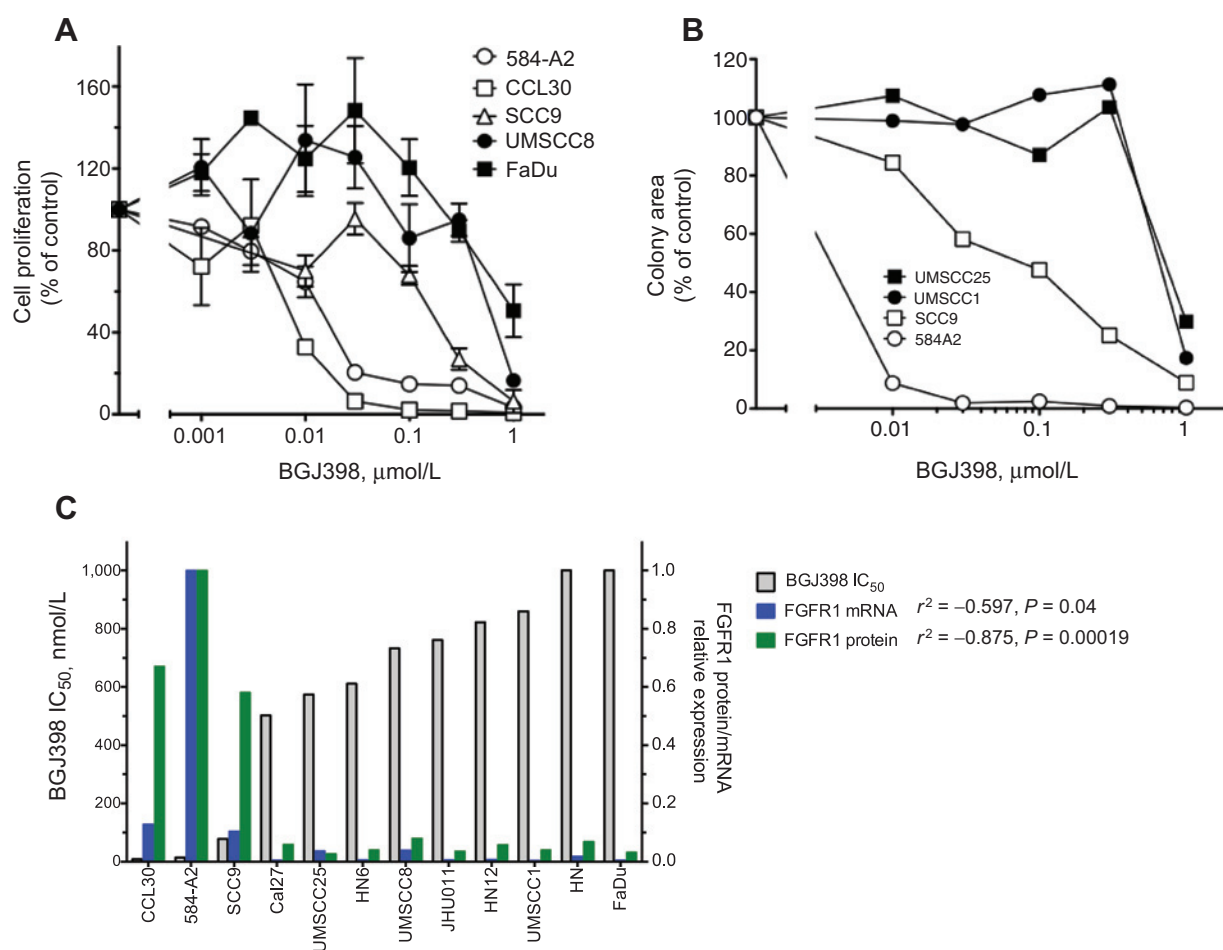 A
584-A2
CCL30
SCC9
UMSCC8
FaDu
160
120
80
40
0
Cell proliferation
(% of control)
0.001
0.01
0.1
1
BGJ398, μmol/L
B
120
100
80
60
40
20
0
Colony area
(% of control)
UMSCC25
UMSCC1
SCC9
584A2
0.01
0.1
1
BGJ398, μmol/L
C
1,000
800
600
400
200
0
BGJ398 IC50, nmol/L
1.0
0.8
0.6
0.4
0.2
0.0
FGFR1 protein/mRNA
relative expression
BGJ398 IC50
FGFR1 mRNA r² = –0.597, P = 0.04
FGFR1 protein r² = –0.875, P = 0.00019
CCL30
584-A2
SCC9
Cal27
UMSCC25
HN6
UMSCC8
JHU011
HN12
UMSCC1
HN
FaDu